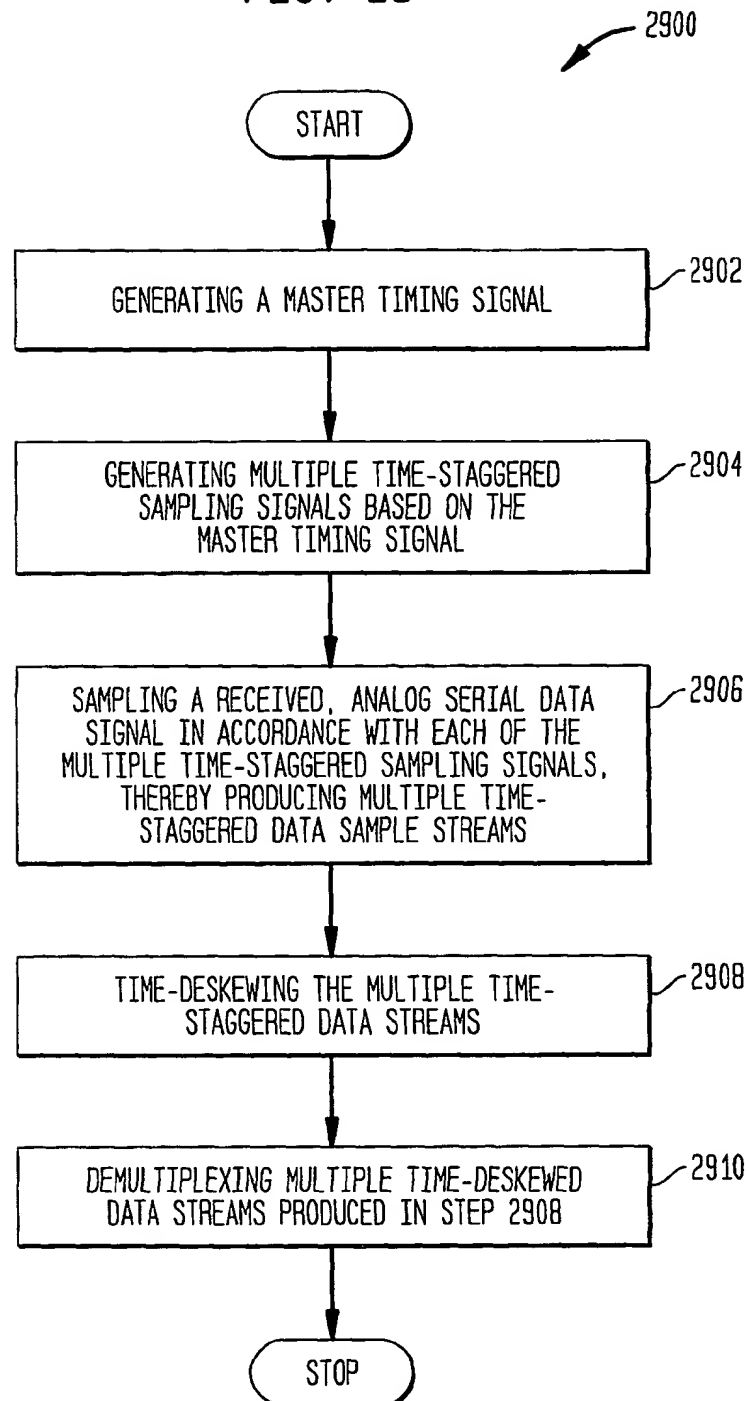 2900
START
GENERATING A MASTER TIMING SIGNAL
2902
GENERATING MULTIPLE TIME-STAGGERED
SAMPLING SIGNALS BASED ON THE
MASTER TIMING SIGNAL
2904
SAMPLING A RECEIVED, ANALOG SERIAL DATA
SIGNAL IN ACCORDANCE WITH EACH OF THE
MULTIPLE TIME-STAGGERED SAMPLING SIGNALS,
THEREBY PRODUCING MULTIPLE TIME-
STAGGERED DATA SAMPLE STREAMS
2906
TIME-DESKEWING THE MULTIPLE TIME-
STAGGERED DATA STREAMS
2908
DEMULTIPLEXING MULTIPLE TIME-DESKEWED
DATA STREAMS PRODUCED IN STEP 2908
2910
STOP